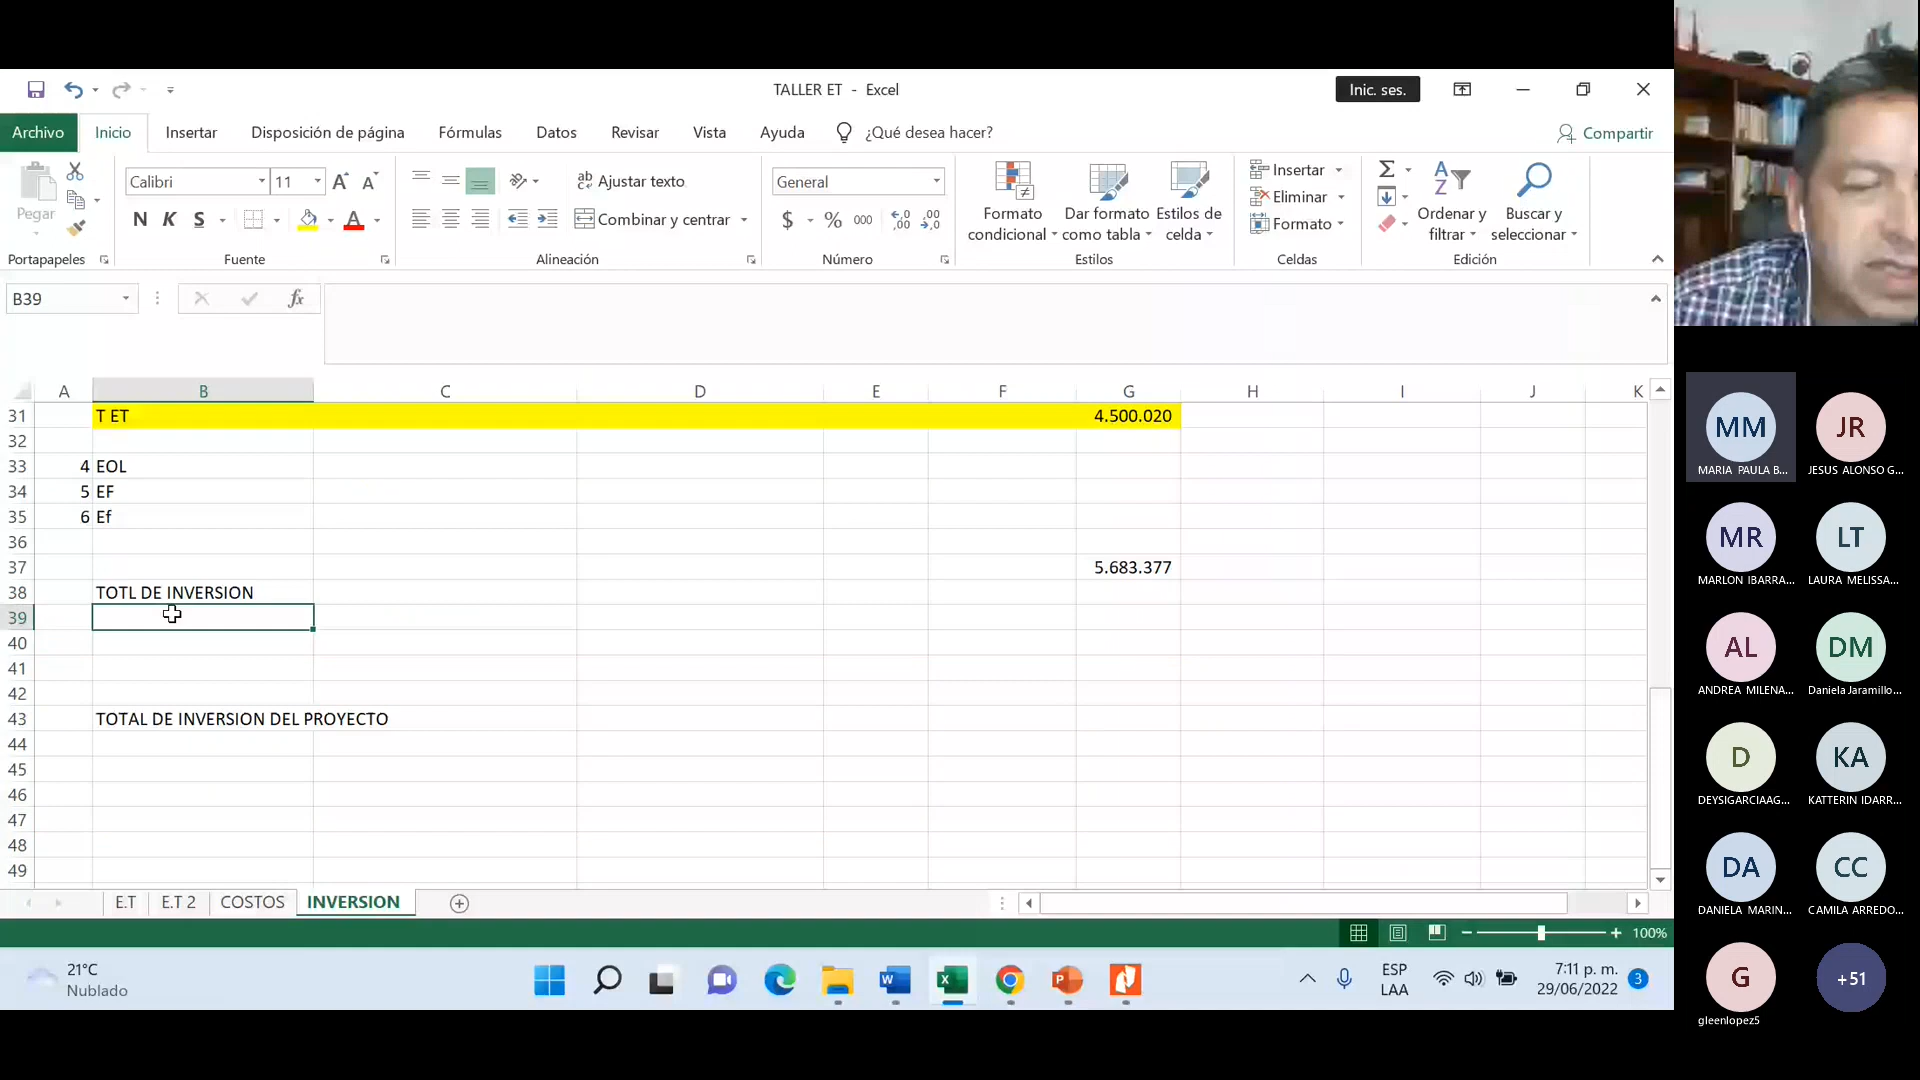 TALLER ET - Excel
Inic. ses.
Archivo Inicio Insertar Disposición de página Fórmulas Datos Revisar Vista Ayuda ¿Qué desea hacer? Compartir
Pegar
Portapapeles
Calibri 11
N K S
Fuente
Ajustar texto
Combinar y centrar
Alineación
General
$ % 000
Número
Formato condicional
Dar formato como tabla
Estilos de celda
Estilos
Insertar
Eliminar
Formato
Celdas
Ordenar y filtrar
Buscar y seleccionar
Edición
B39 fx
A B C D E F G H I J K
31 T ET 4.500.020
32
33 4 EOL
34 5 EF
35 6 Ef
36
37 5.683.377
38 TOTL DE INVERSION
39
40
41
42
43 TOTAL DE INVERSION DEL PROYECTO
44
45
46
47
48
49
E.T E.T 2 COSTOS INVERSION
100%
21°C
Nublado
ESP
LAA
7:11 p. m.
29/06/2022
3
MM JR
MARIA PAULA B... JESUS ALONSO G...
MR LT
MARLON IBARRA... LAURA MELISSA...
AL DM
ANDREA MILENA... Daniela Jaramillo...
D KA
DEYSIGARCIAAG... KATTERIN IDARR...
DA CC
DANIELA MARIN... CAMILA ARREDO...
G +51
gleenlopez5